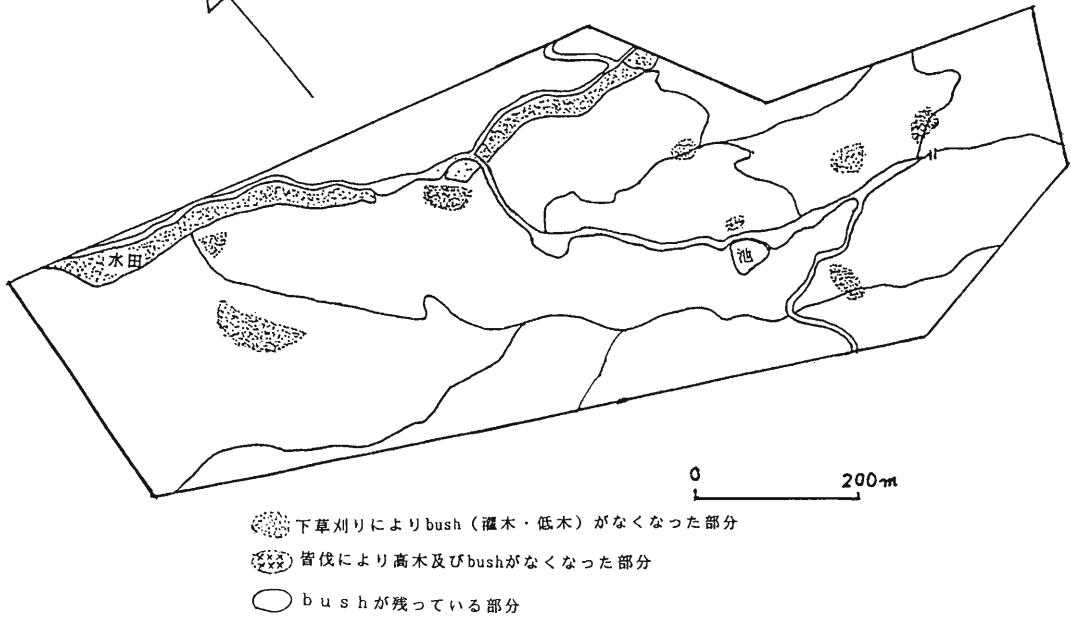 水田
池
0 200m
下草刈りによりbush（灌木・低木）がなくなった部分
皆伐により高木及びbushがなくなった部分
bushが残っている部分